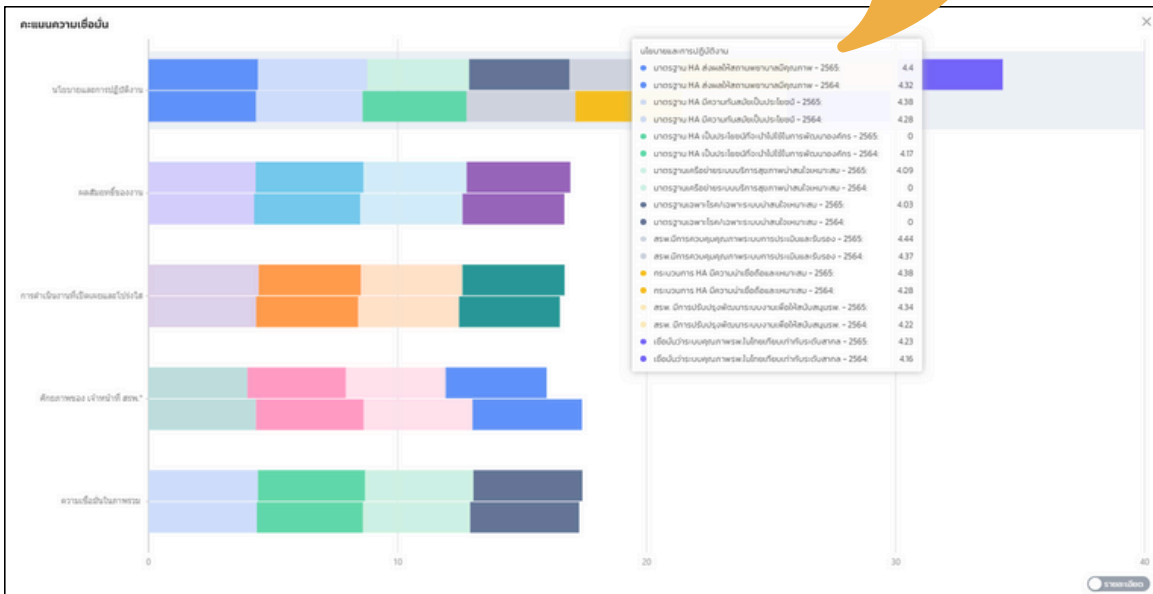 คะแนนความเชื่อมั่น
นโยบายและการปฏิบัติงาน
ผลสัมฤทธิ์ของงาน
การดำเนินงานที่เปิดเผยและโปร่งใส
ศักยภาพของ เจ้าหน้าที่ สรพ.*
ความเชื่อมั่นในภาพรวม
นโยบายและการปฏิบัติงาน
มาตรฐาน HA ส่งผลให้สถานพยาบาลมีคุณภาพ - 2565: 4.4
มาตรฐาน HA ส่งผลให้สถานพยาบาลมีคุณภาพ - 2564: 4.32
มาตรฐาน HA มีความทันสมัยเป็นประโยชน์ - 2565: 4.38
มาตรฐาน HA มีความทันสมัยเป็นประโยชน์ - 2564: 4.28
มาตรฐาน HA เป็นประโยชน์ที่จะนำไปใช้ในการพัฒนาองค์กร - 2565: 0
มาตรฐาน HA เป็นประโยชน์ที่จะนำไปใช้ในการพัฒนาองค์กร - 2564: 4.17
มาตรฐานเครือข่ายระบบบริการสุขภาพน่าสนใจเหมาะสม - 2565: 4.09
มาตรฐานเครือข่ายระบบบริการสุขภาพน่าสนใจเหมาะสม - 2564: 0
มาตรฐานเฉพาะโรค/เฉพาะระบบน่าสนใจเหมาะสม - 2565: 4.03
มาตรฐานเฉพาะโรค/เฉพาะระบบน่าสนใจเหมาะสม - 2564: 0
สรพ.มีการควบคุมคุณภาพระบบการประเมินและรับรอง - 2565: 4.44
สรพ.มีการควบคุมคุณภาพระบบการประเมินและรับรอง - 2564: 4.37
กระบวนการ HA มีความน่าเชื่อถือและเหมาะสม - 2565: 4.38
กระบวนการ HA มีความน่าเชื่อถือและเหมาะสม - 2564: 4.28
สรพ. มีการปรับปรุงพัฒนาระบบงานเพื่อให้สนับสนุนรพ. - 2565: 4.34
สรพ. มีการปรับปรุงพัฒนาระบบงานเพื่อให้สนับสนุนรพ. - 2564: 4.22
เชื่อมั่นว่าระบบคุณภาพรพ.ในไทยเทียบเท่ากับระดับสากล - 2565: 4.23
เชื่อมั่นว่าระบบคุณภาพรพ.ในไทยเทียบเท่ากับระดับสากล - 2564: 4.16
0 10 20 30 40
รายละเอียด